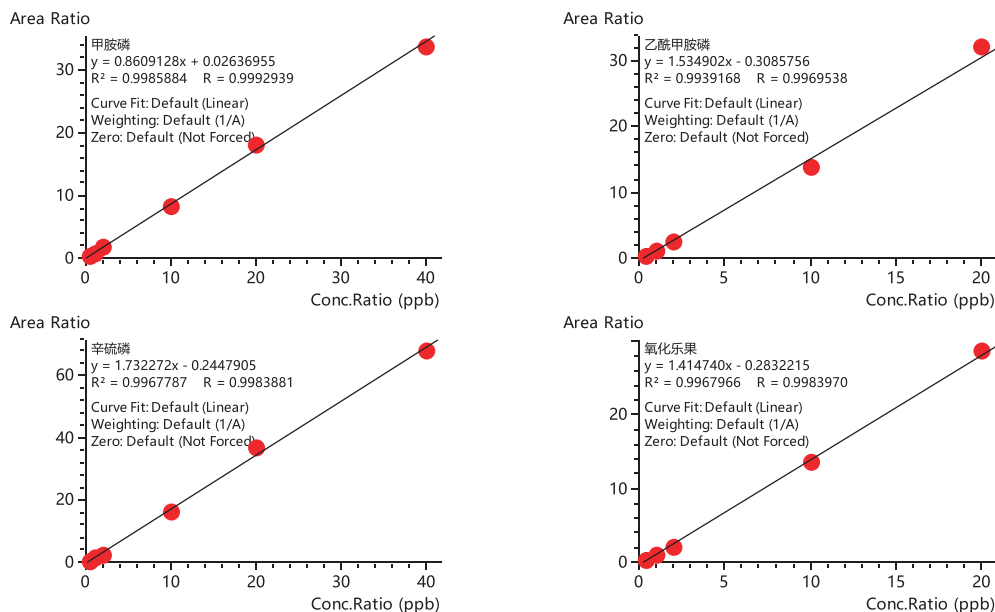 Area Ratio
甲胺磷
y = 0.8609128x + 0.02636955
R² = 0.9985884 R = 0.9992939
Curve Fit: Default (Linear)
Weighting: Default (1/A)
Zero: Default (Not Forced)
30
20
10
0
0 10 20 30 40
Conc.Ratio (ppb)
Area Ratio
乙酰甲胺磷
y = 1.534902x - 0.3085756
R² = 0.9939168 R = 0.9969538
Curve Fit: Default (Linear)
Weighting: Default (1/A)
Zero: Default (Not Forced)
30
20
10
0
0 5 10 15 20
Conc.Ratio (ppb)
Area Ratio
辛硫磷
y = 1.732272x - 0.2447905
R² = 0.9967787 R = 0.9983881
Curve Fit: Default (Linear)
Weighting: Default (1/A)
Zero: Default (Not Forced)
60
40
20
0
0 10 20 30 40
Conc.Ratio (ppb)
Area Ratio
氧化乐果
y = 1.414740x - 0.2832215
R² = 0.9967966 R = 0.9983970
Curve Fit: Default (Linear)
Weighting: Default (1/A)
Zero: Default (Not Forced)
20
10
0
0 5 10 15 20
Conc.Ratio (ppb)